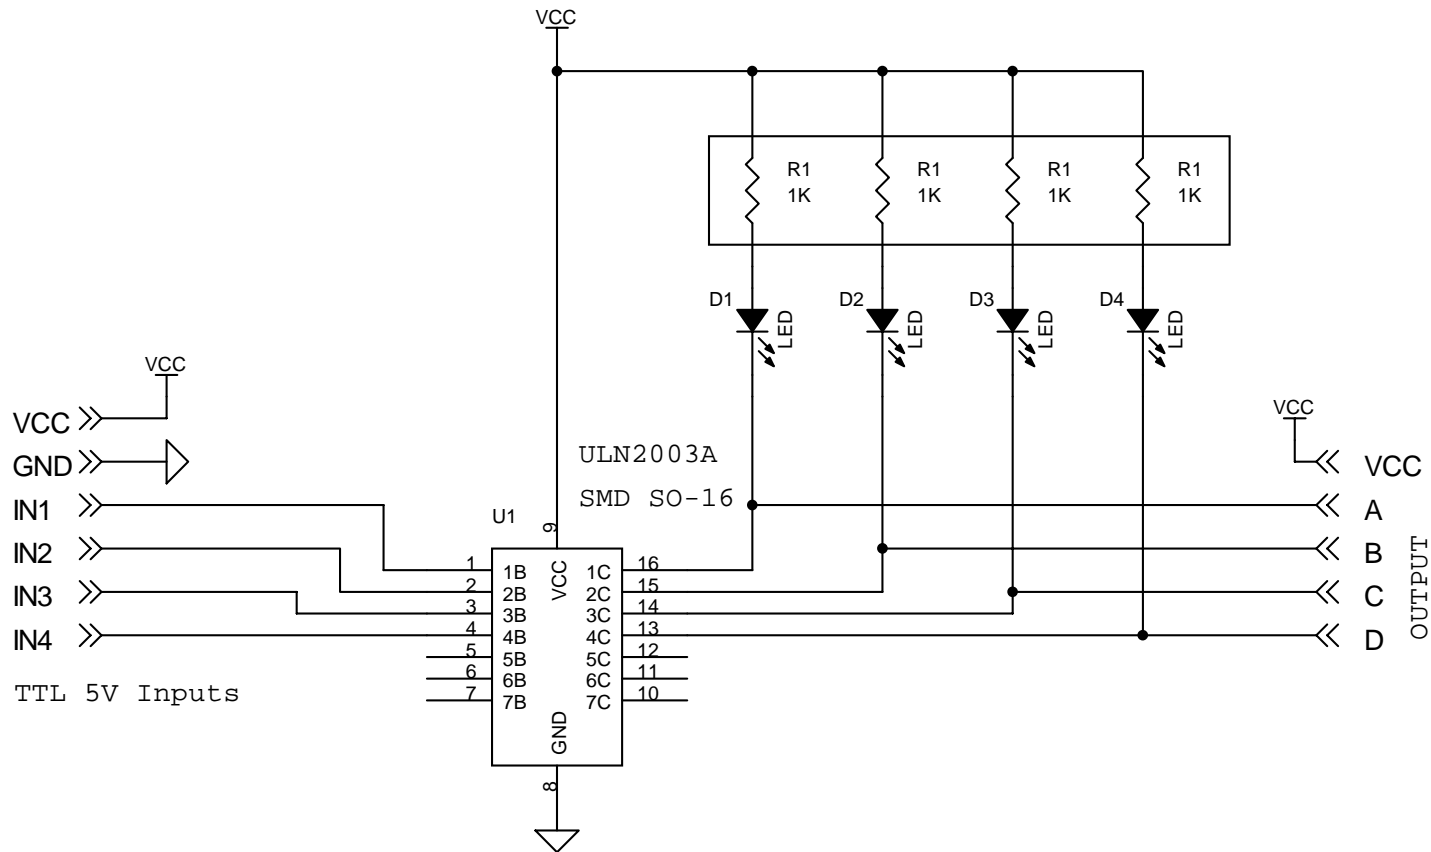 VCC
R1
1K
R1
1K
R1
1K
R1
1K
D1
LED
D2
LED
D3
LED
D4
LED
VCC
VCC
GND
IN1
IN2
IN3
IN4
TTL 5V Inputs
ULN2003A
SMD SO-16
U1
9
VCC
1
1B
2
2B
3
3B
4
4B
5
5B
6
6B
7
7B
1C
16
2C
15
3C
14
4C
13
5C
12
6C
11
7C
10
GND
8
VCC
VCC
A
B
C
D
OUTPUT